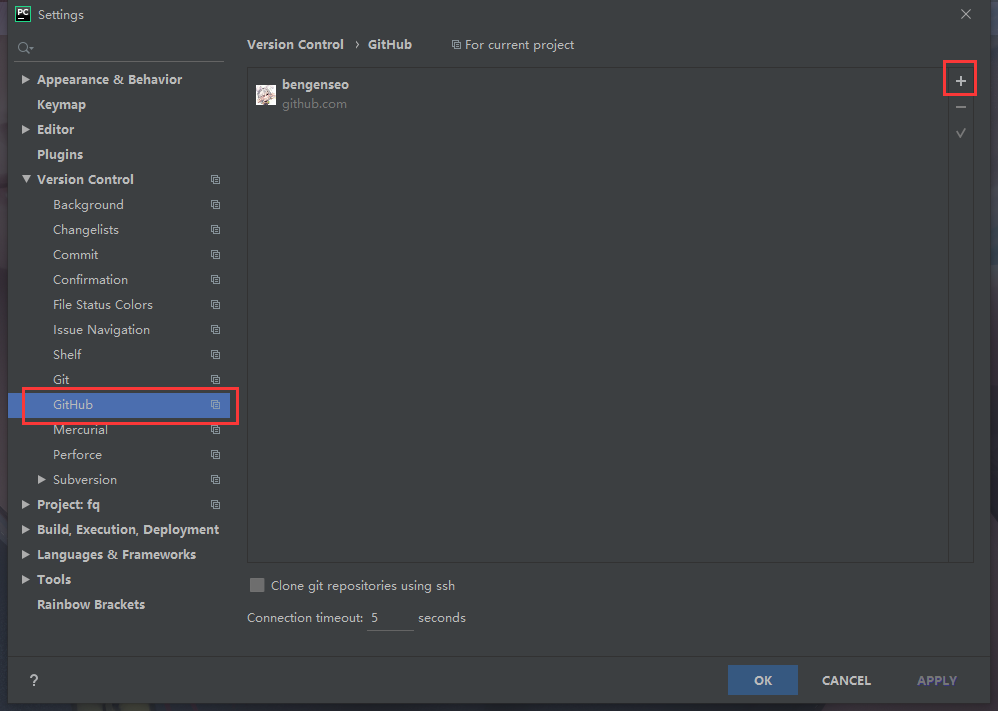 PC Settings
Version Control › GitHub For current project
Appearance & Behavior
Keymap
Editor
Plugins
Version Control
Background
Changelists
Commit
Confirmation
File Status Colors
Issue Navigation
Shelf
Git
GitHub
Mercurial
Perforce
Subversion
Project: fq
Build, Execution, Deployment
Languages & Frameworks
Tools
Rainbow Brackets
bengenseo
github.com
Clone git repositories using ssh
Connection timeout: 5 seconds
?
OK CANCEL APPLY